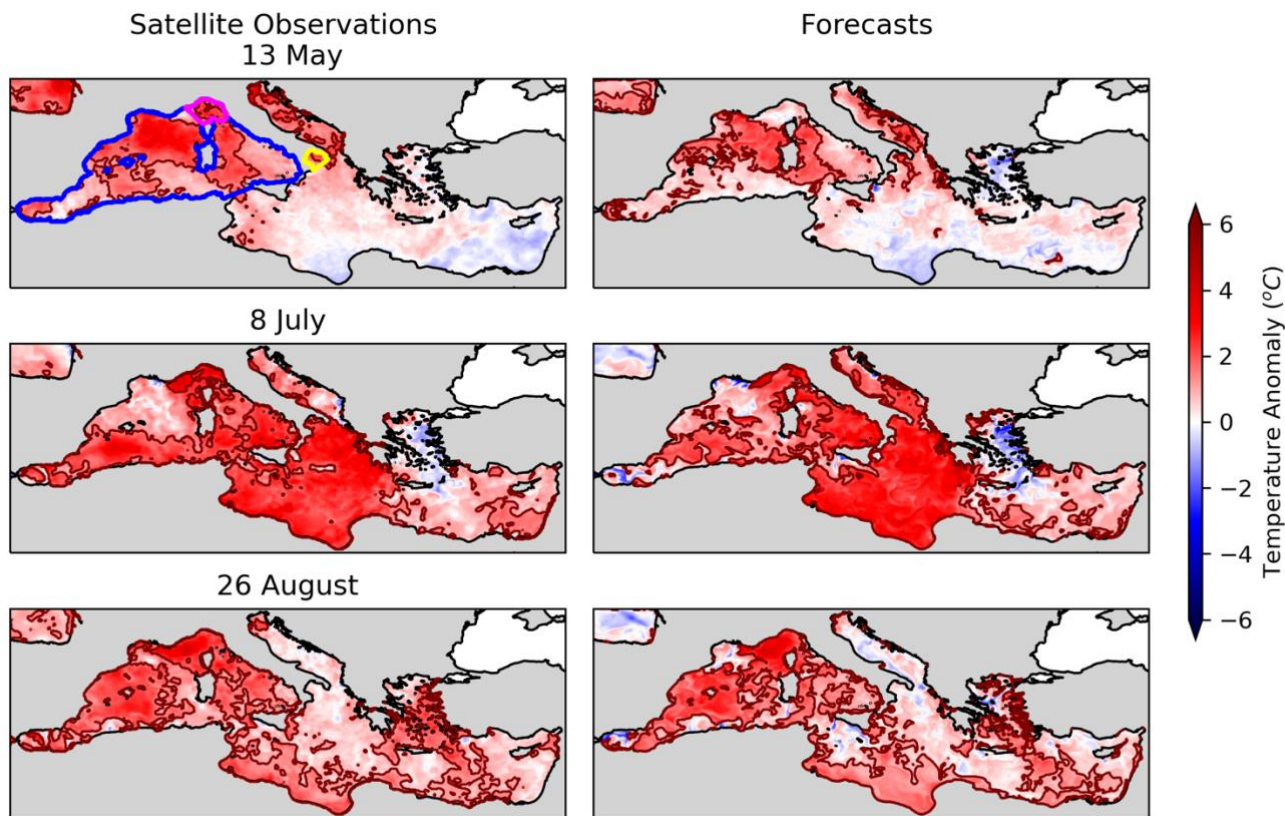 Satellite Observations
13 May
Forecasts
8 July
26 August
6
4
2
0
−2
−4
−6
Temperature Anomaly (°C)